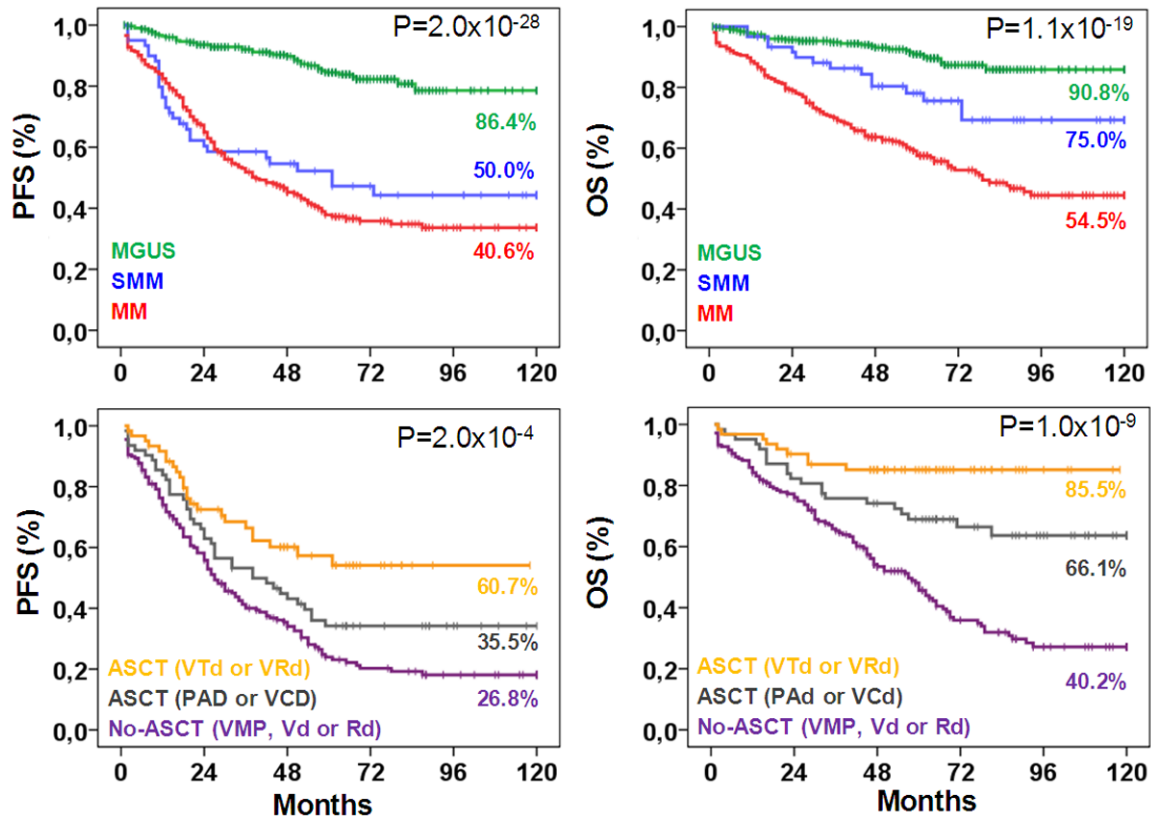 P=2.0x10-28
PFS (%)
1,0
0,8
0,6
0,4
0,2
0,0
86.4%
50.0%
40.6%
MGUS
SMM
MM
0 24 48 72 96 120
P=1.1x10-19
OS (%)
1,0
0,8
0,6
0,4
0,2
0,0
90.8%
75.0%
54.5%
MGUS
SMM
MM
0 24 48 72 96 120
P=2.0x10-4
PFS (%)
1,0
0,8
0,6
0,4
0,2
0,0
60.7%
35.5%
26.8%
ASCT (VTd or VRd)
ASCT (PAD or VCD)
No-ASCT (VMP, Vd or Rd)
0 24 48 72 96 120
Months
P=1.0x10-9
OS (%)
1,0
0,8
0,6
0,4
0,2
0,0
85.5%
66.1%
40.2%
ASCT (VTd or VRd)
ASCT (PAd or VCd)
No-ASCT (VMP, Vd or Rd)
0 24 48 72 96 120
Months